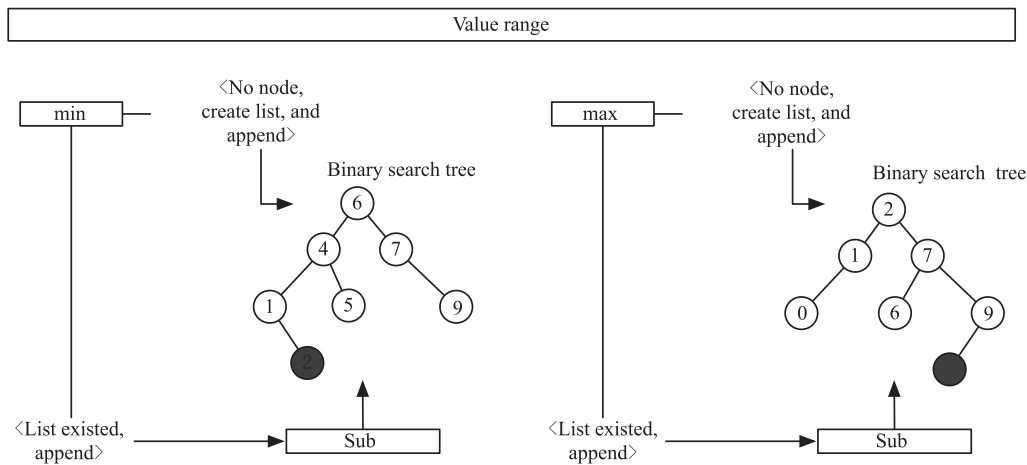 Value range
min
<No node,
create list, and
append>
Binary search tree
6
4
7
1
5
9
2
<List existed,
append>
Sub
max
<No node,
create list, and
append>
Binary search tree
2
1
7
0
6
9
<List existed,
append>
Sub